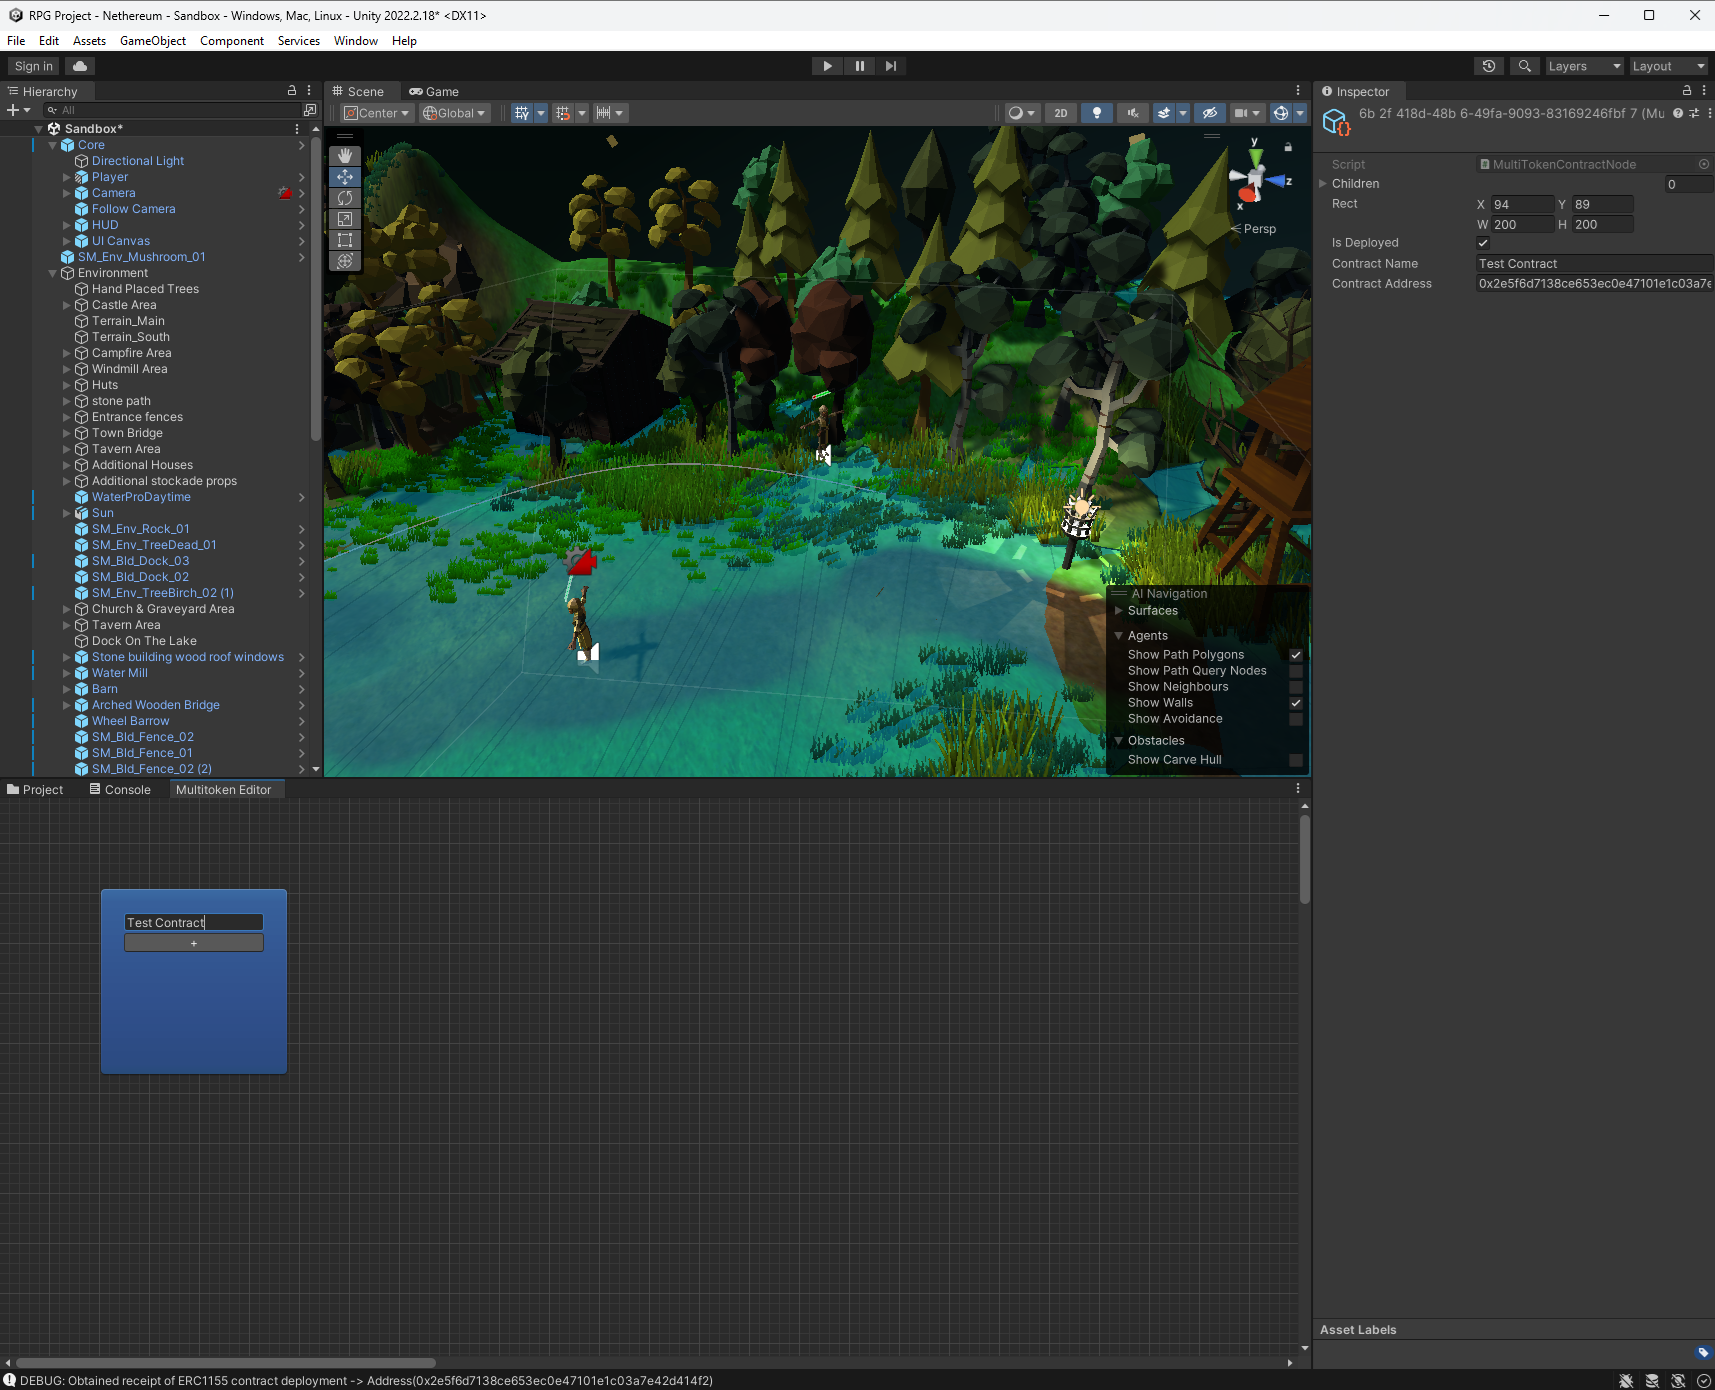 RPG Project - Nethereum - Sandbox - Windows, Mac, Linux - Unity 2022.2.18* <DX11>
File Edit Assets GameObject Component Services Window Help
Sign in
Layers Layout
Hierarchy
All
Sandbox*
Core
Directional Light
Player
Camera
Follow Camera
HUD
UI Canvas
SM_Env_Mushroom_01
Environment
Hand Placed Trees
Castle Area
Terrain_Main
Terrain_South
Campfire Area
Windmill Area
Huts
stone path
Entrance fences
Town Bridge
Tavern Area
Additional Houses
Additional stockade props
WaterProDaytime
Sun
SM_Env_Rock_01
SM_Env_TreeDead_01
SM_Bld_Dock_03
SM_Bld_Dock_02
SM_Env_TreeBirch_02 (1)
Church & Graveyard Area
Tavern Area
Dock On The Lake
Stone building wood roof windows
Water Mill
Barn
Arched Wooden Bridge
Wheel Barrow
SM_Bld_Fence_02
SM_Bld_Fence_01
SM_Bld_Fence_02 (2)
Scene Game
Center Global 2D
y
z
x
Persp
AI Navigation
Surfaces
Agents
Show Path Polygons
Show Path Query Nodes
Show Neighbours
Show Walls
Show Avoidance
Obstacles
Show Carve Hull
Inspector
6b 2f 418d-48b 6-49fa-9093-83169246fbf 7 (Mu
Script MultiTokenContractNode
Children 0
Rect X 94 Y 89
W 200 H 200
Is Deployed
Contract Name Test Contract
Contract Address 0x2e5f6d7138ce653ec0e47101e1c03a7e
Asset Labels
Project Console Multitoken Editor
Test Contract
+
DEBUG: Obtained receipt of ERC1155 contract deployment -> Address(0x2e5f6d7138ce653ec0e47101e1c03a7e42d414f2)